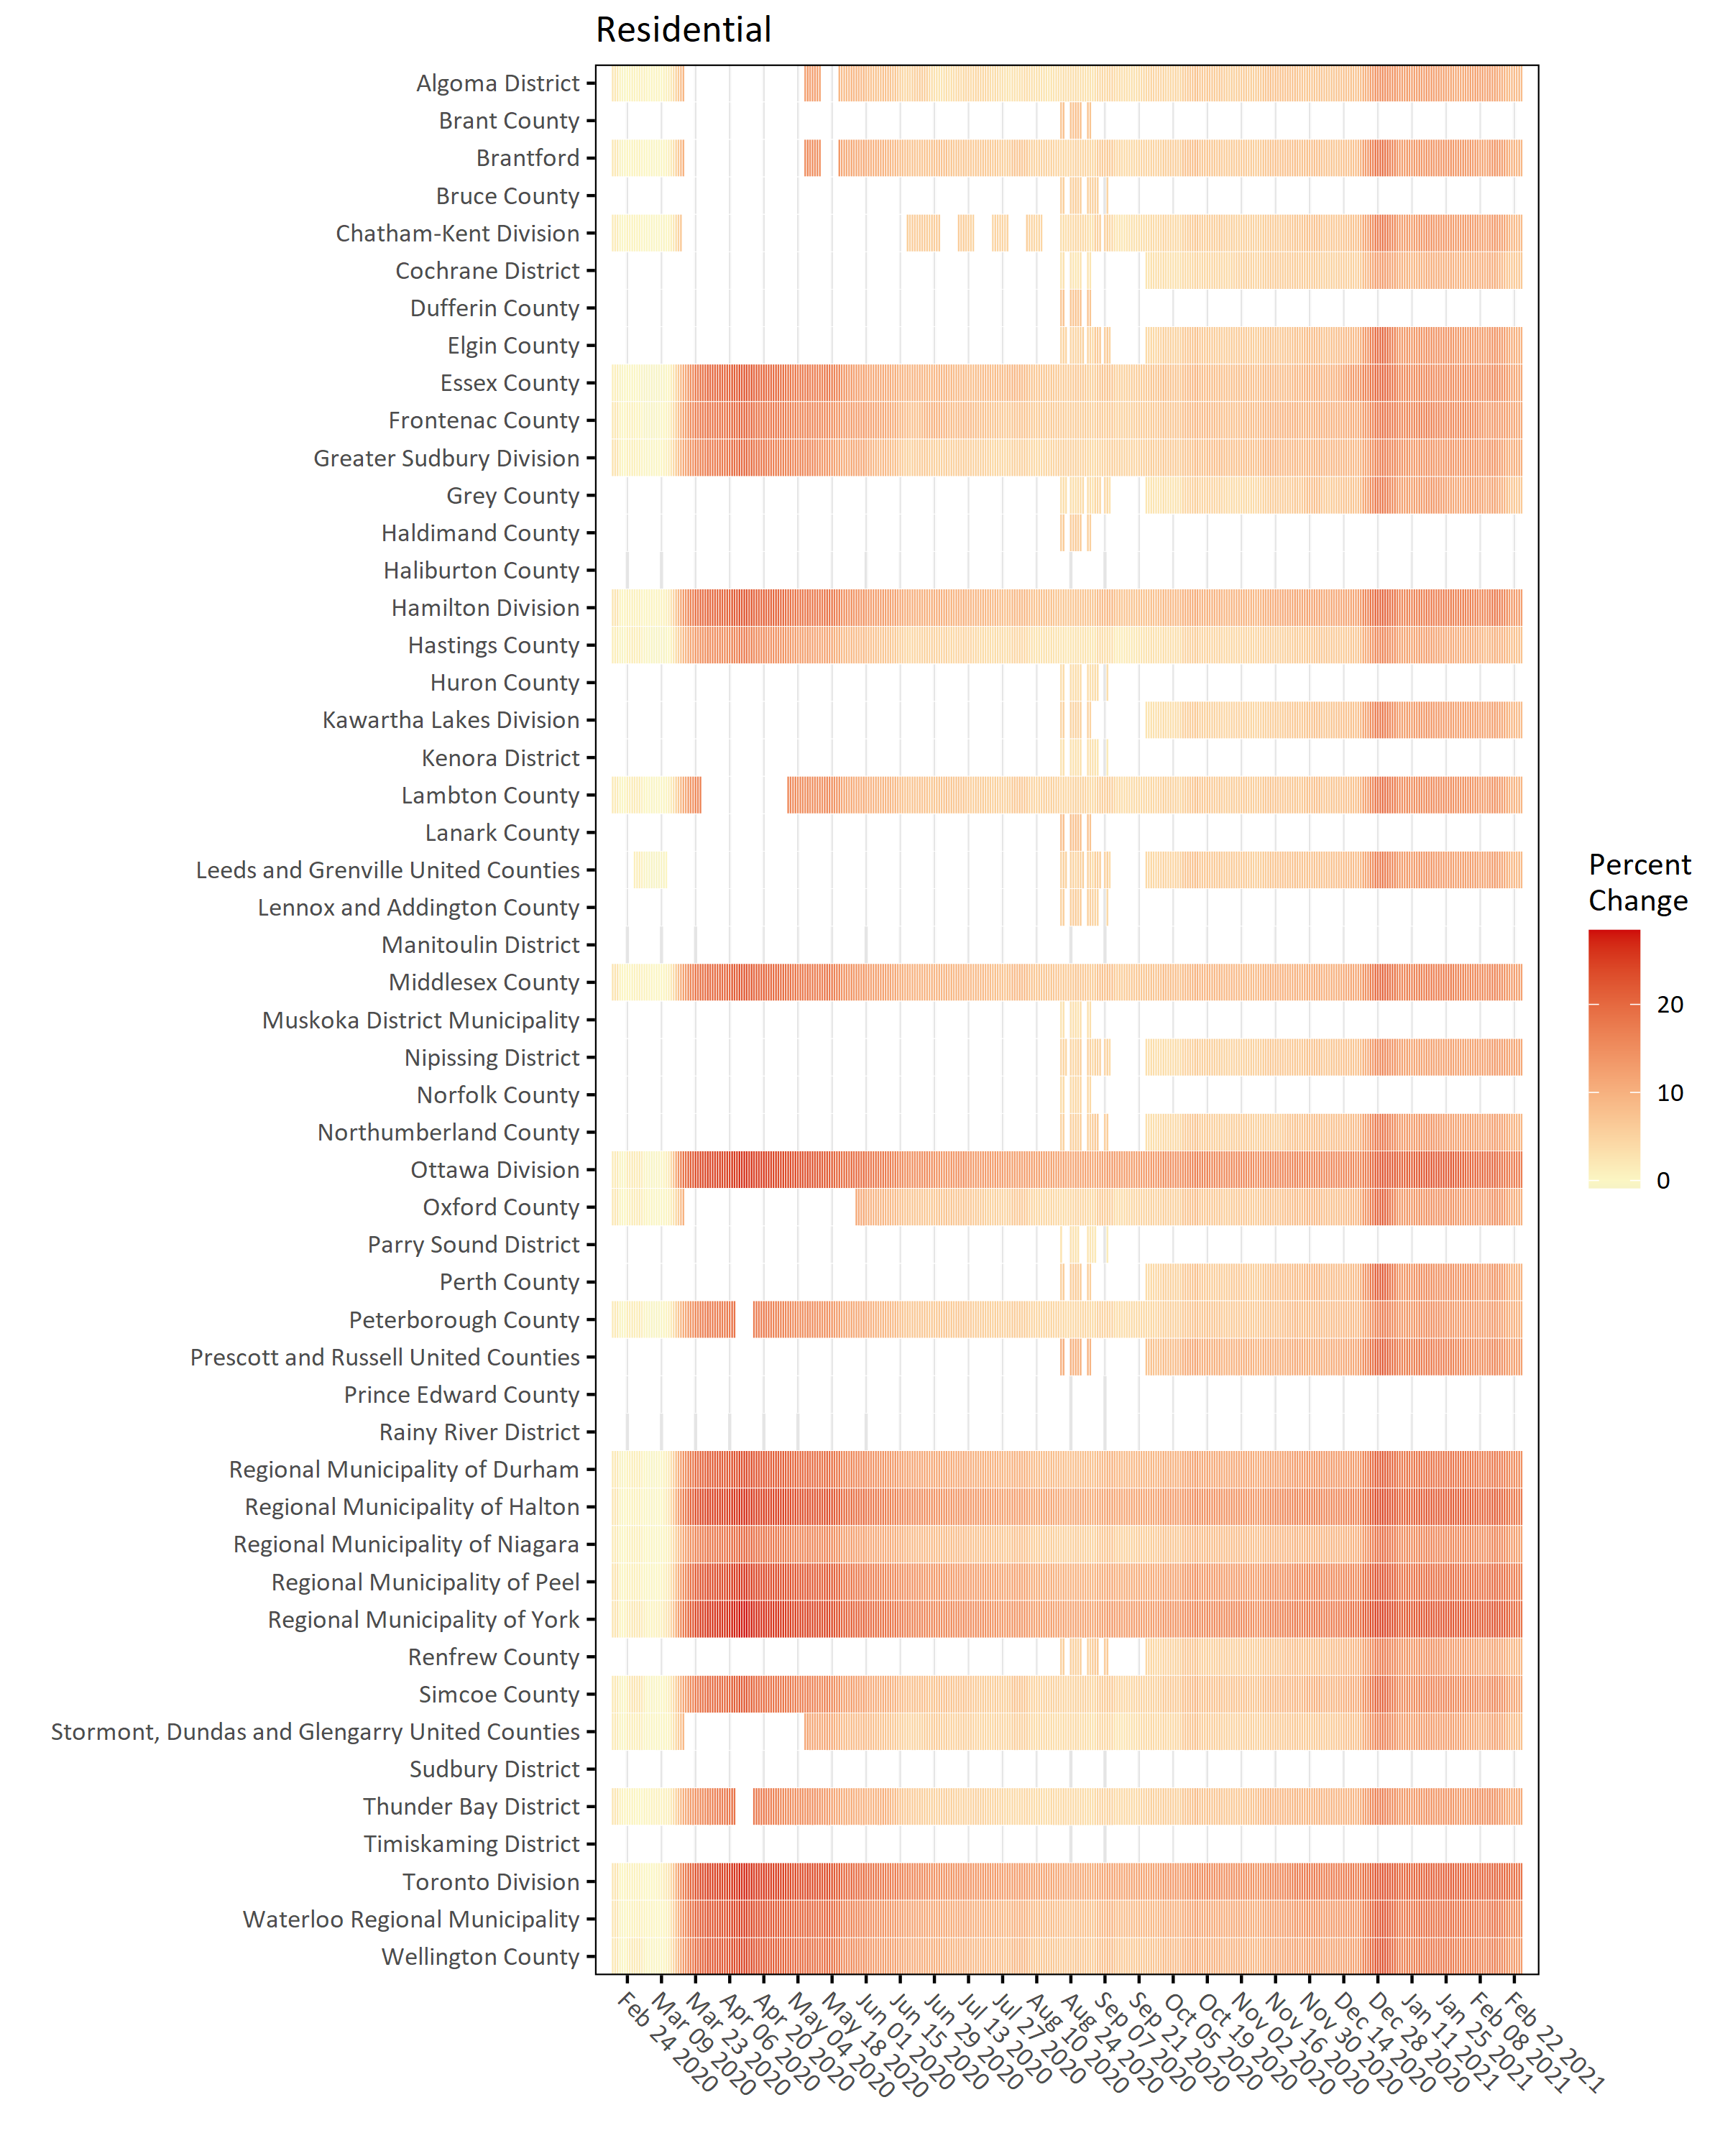 Residential
Algoma District
Brant County
Brantford
Bruce County
Chatham-Kent Division
Cochrane District
Dufferin County
Elgin County
Essex County
Frontenac County
Greater Sudbury Division
Grey County
Haldimand County
Haliburton County
Hamilton Division
Hastings County
Huron County
Kawartha Lakes Division
Kenora District
Lambton County
Lanark County
Leeds and Grenville United Counties
Lennox and Addington County
Manitoulin District
Middlesex County
Muskoka District Municipality
Nipissing District
Norfolk County
Northumberland County
Ottawa Division
Oxford County
Parry Sound District
Perth County
Peterborough County
Prescott and Russell United Counties
Prince Edward County
Rainy River District
Regional Municipality of Durham
Regional Municipality of Halton
Regional Municipality of Niagara
Regional Municipality of Peel
Regional Municipality of York
Renfrew County
Simcoe County
Stormont, Dundas and Glengarry United Counties
Sudbury District
Thunder Bay District
Timiskaming District
Toronto Division
Waterloo Regional Municipality
Wellington County
Feb 24 2020
Mar 09 2020
Mar 23 2020
Apr 06 2020
Apr 20 2020
May 04 2020
May 18 2020
Jun 01 2020
Jun 15 2020
Jun 29 2020
Jul 13 2020
Jul 27 2020
Aug 10 2020
Aug 24 2020
Sep 07 2020
Sep 21 2020
Oct 05 2020
Oct 19 2020
Nov 02 2020
Nov 16 2020
Nov 30 2020
Dec 14 2020
Dec 28 2020
Jan 11 2021
Jan 25 2021
Feb 08 2021
Feb 22 2021
Percent
Change
20
10
0